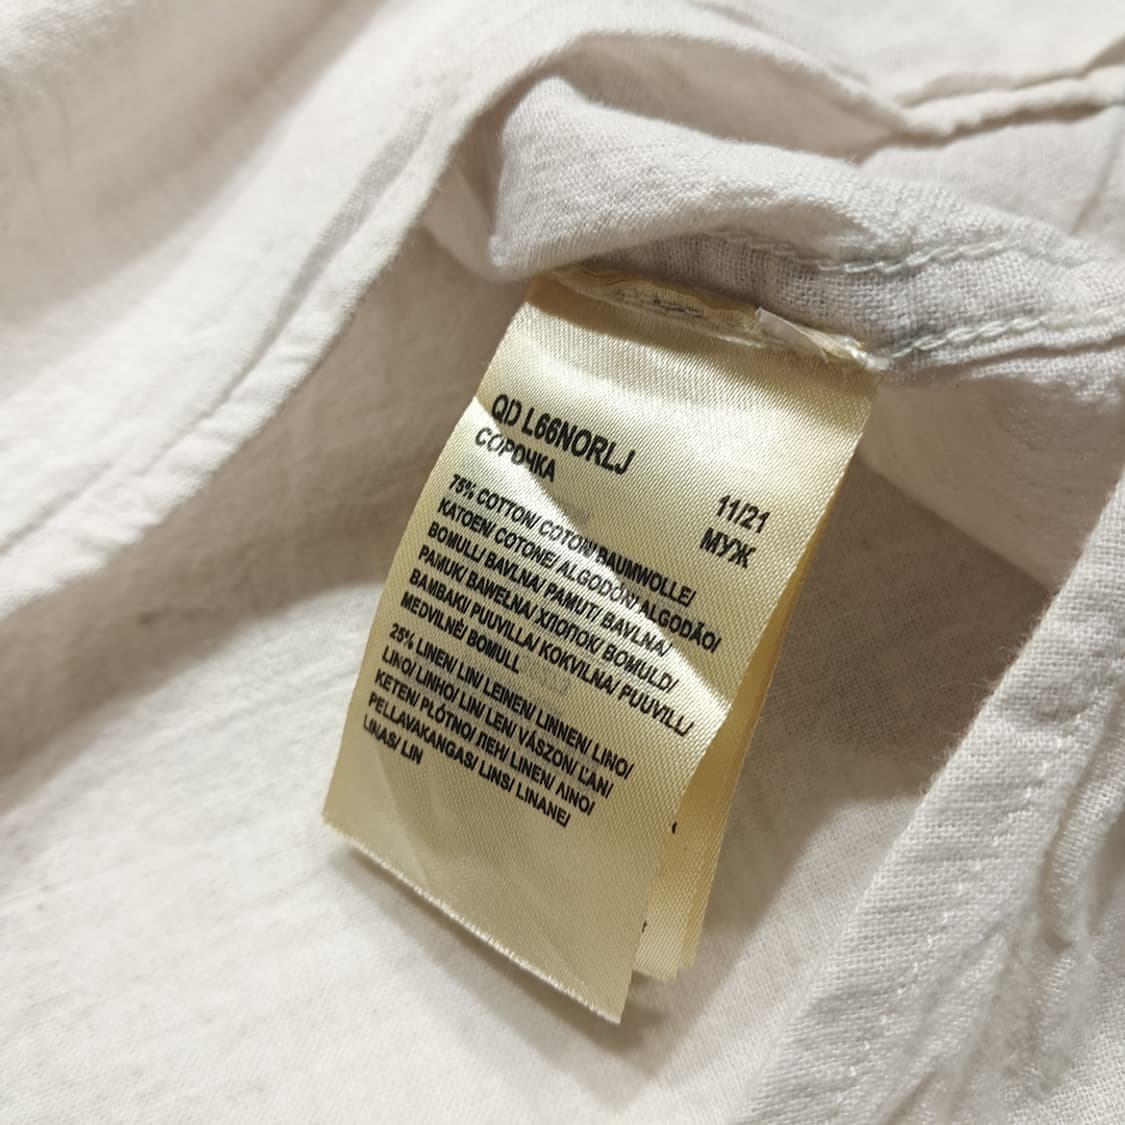 QD L66NORLJ
СОРОЧКА
11/21
МУЖ
75% COTTON/ COTON/ BAUMWOLLE/
KATOEN/ COTONE/ ALGODÓN/ ALGODÃO/
BOMULL/ BAVLNA/ PAMUT/ BAVLNA/
PAMUK/ BAWEŁNA/ ХЛОПОК/ BOMULD/
BAMBAKI/ PUUVILLA/ KOKVILNA/ PUUVILL/
MEDVILNĖ/ BOMULL
25% LINEN/ LIN/ LEINEN/ LINNEN/ LINO/
LINO/ LINHO/ LIN/ LEN/ VÁSZON/ ĽAN/
KETEN/ PŁÓTNO/ ЛЕН/ LINEN/ ΛΙΝΟ/
PELLAVAKANGAS/ LINS/ LINANE/
LINAS/ LIN